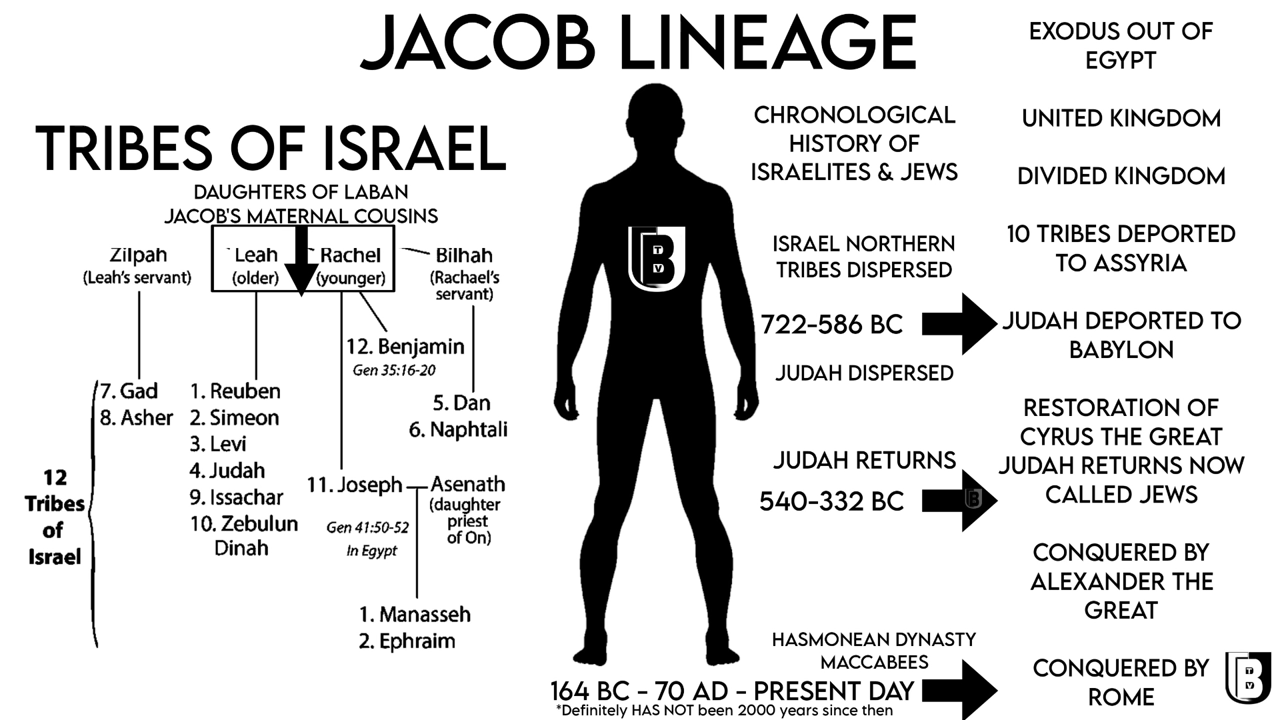 JACOB LINEAGE
TRIBES OF ISRAEL
DAUGHTERS OF LABAN
JACOB'S MATERNAL COUSINS
Zilpah
(Leah's servant)
Leah
(older)
Rachel
(younger)
Bilhah
(Rachael's
servant)
12. Benjamin
Gen 35:16-20
7. Gad
8. Asher
1. Reuben
2. Simeon
3. Levi
4. Judah
9. Issachar
10. Zebulun
Dinah
5. Dan
6. Naphtali
11. Joseph
Gen 41:50-52
In Egypt
Asenath
(daughter
priest
of On)
1. Manasseh
2. Ephraim
12
Tribes
of
Israel
B
TV
CHRONOLOGICAL
HISTORY OF
ISRAELITES & JEWS
ISRAEL NORTHERN
TRIBES DISPERSED
722-586 BC
JUDAH DISPERSED
JUDAH RETURNS
540-332 BC
HASMONEAN DYNASTY
MACCABEES
164 BC - 70 AD - PRESENT DAY
*Definitely HAS NOT been 2000 years since then
EXODUS OUT OF
EGYPT
UNITED KINGDOM
DIVIDED KINGDOM
10 TRIBES DEPORTED
TO ASSYRIA
JUDAH DEPORTED TO
BABYLON
RESTORATION OF
CYRUS THE GREAT
JUDAH RETURNS NOW
CALLED JEWS
CONQUERED BY
ALEXANDER THE
GREAT
CONQUERED BY
ROME
B
TV